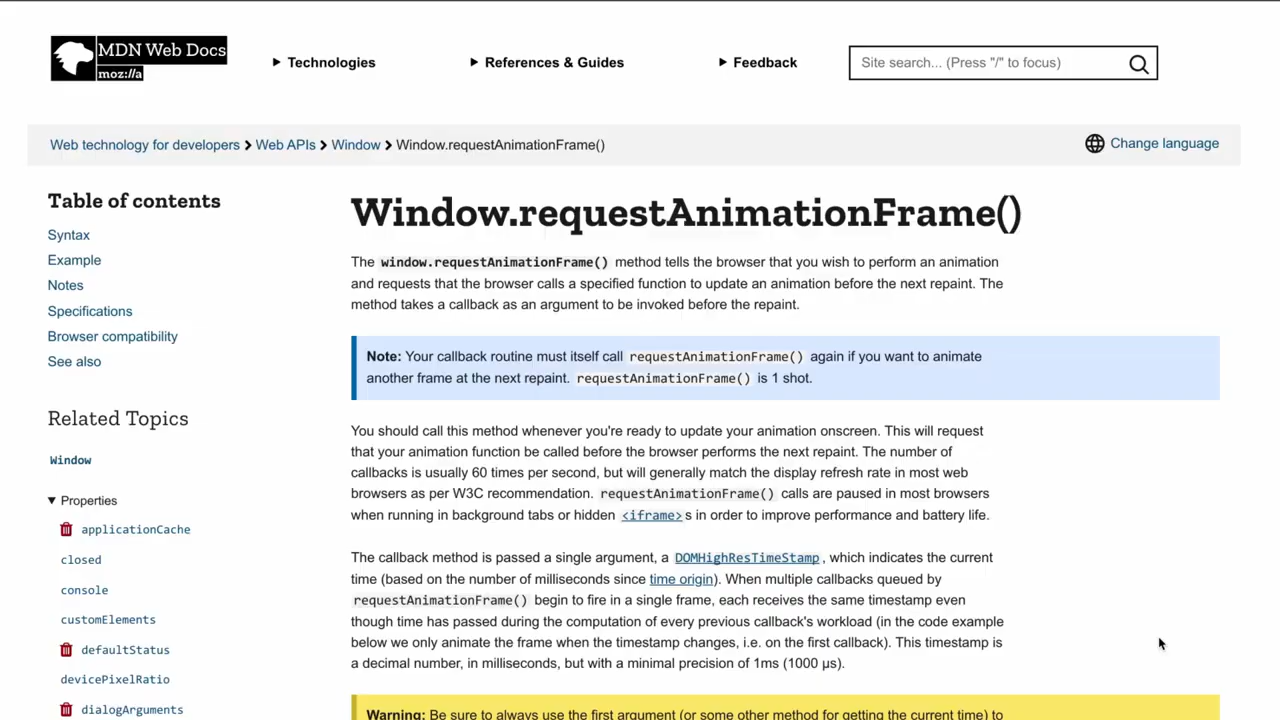 MDN Web Docs
moz://a
Technologies
References & Guides
Feedback
Site search... (Press "/" to focus)
Web technology for developers
Web APIs
Window
Window.requestAnimationFrame()
Change language
Table of contents
Syntax
Example
Notes
Specifications
Browser compatibility
See also
Related Topics
Window
Properties
applicationCache
closed
console
customElements
defaultStatus
devicePixelRatio
dialogArguments
Window.requestAnimationFrame()
The window.requestAnimationFrame() method tells the browser that you wish to perform an animation
and requests that the browser calls a specified function to update an animation before the next repaint. The
method takes a callback as an argument to be invoked before the repaint.
Note: Your callback routine must itself call requestAnimationFrame() again if you want to animate
another frame at the next repaint. requestAnimationFrame() is 1 shot.
You should call this method whenever you're ready to update your animation onscreen. This will request
that your animation function be called before the browser performs the next repaint. The number of
callbacks is usually 60 times per second, but will generally match the display refresh rate in most web
browsers as per W3C recommendation. requestAnimationFrame() calls are paused in most browsers
when running in background tabs or hidden <iframe>s in order to improve performance and battery life.
The callback method is passed a single argument, a DOMHighResTimeStamp, which indicates the current
time (based on the number of milliseconds since time origin). When multiple callbacks queued by
requestAnimationFrame() begin to fire in a single frame, each receives the same timestamp even
though time has passed during the computation of every previous callback's workload (in the code example
below we only animate the frame when the timestamp changes, i.e. on the first callback). This timestamp is
a decimal number, in milliseconds, but with a minimal precision of 1ms (1000 µs).
Warning: Be sure to always use the first argument (or some other method for getting the current time) to